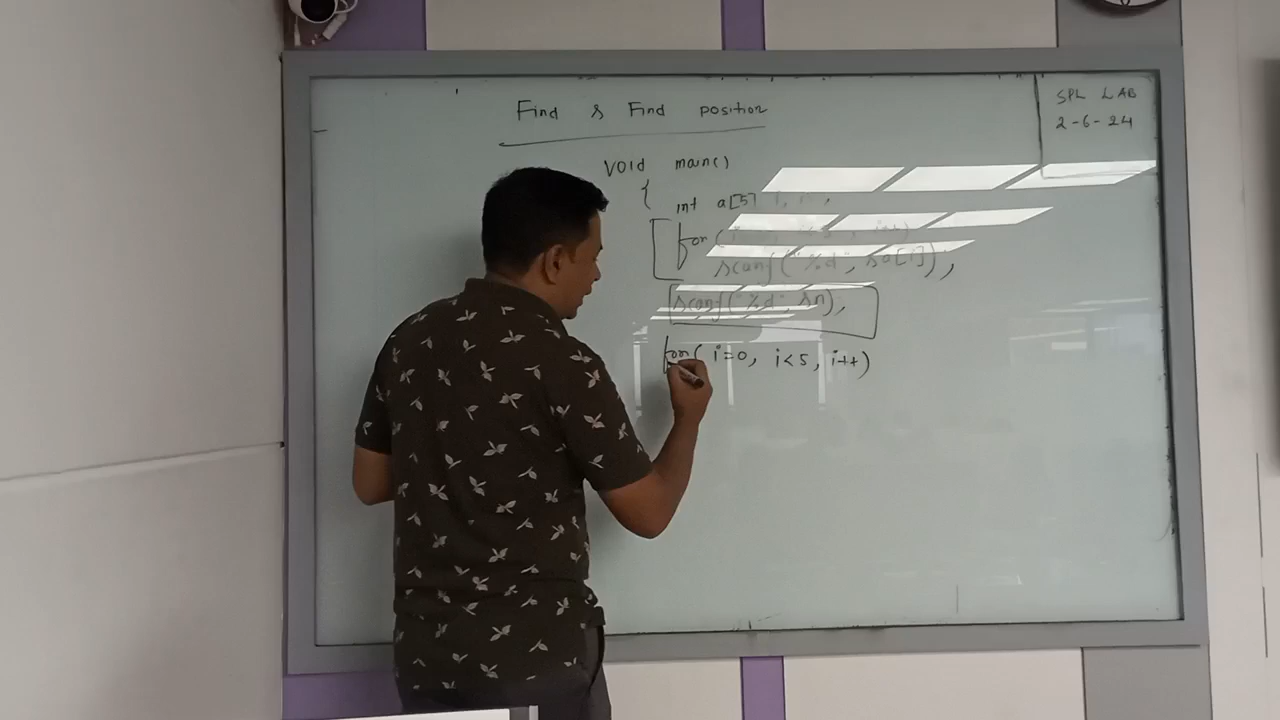 Find & Find position
SPL LAB
2-6-24
void main()
{
int a[5]
for(
scanf("%d", &a[i]);
scanf("%d", &n);
for( i=0, i<5, i++)